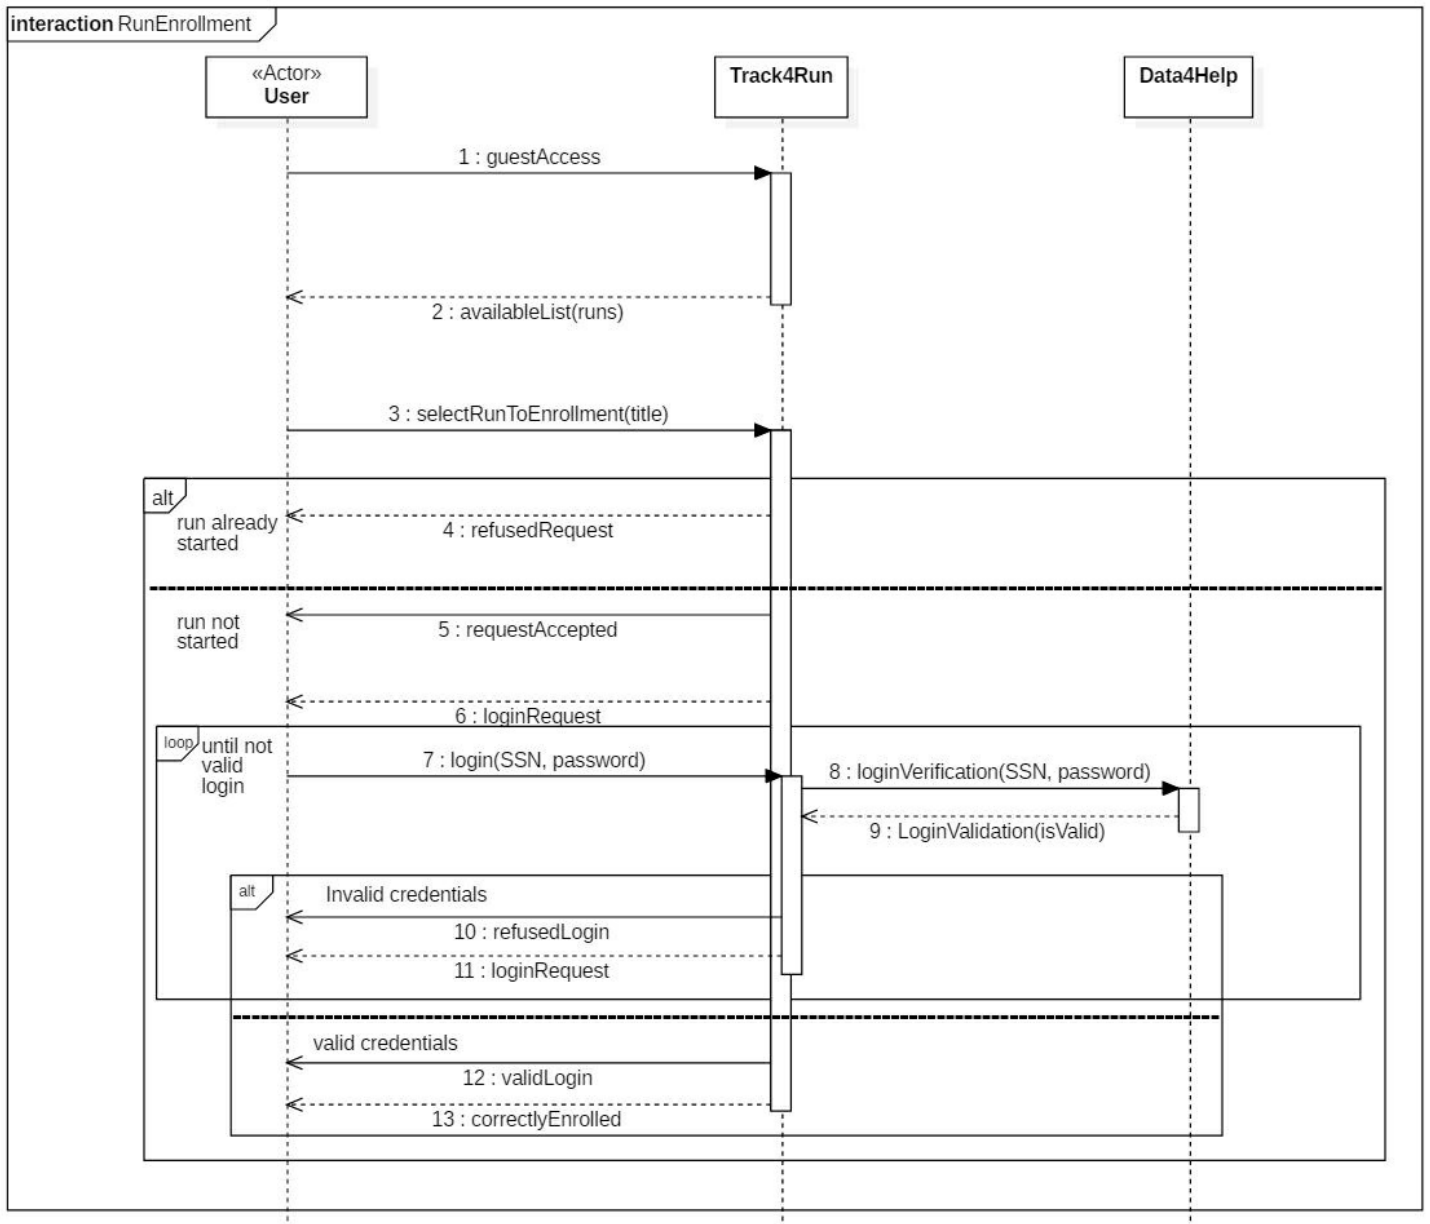 interaction RunEnrollment
«Actor»
User
Track4Run
Data4Help
1 : guestAccess
2 : availableList(runs)
3 : selectRunToEnrollment(title)
alt
run already
started
4 : refusedRequest
run not
started
5 : requestAccepted
6 : loginRequest
loop
until not
valid
login
7 : login(SSN, password)
8 : loginVerification(SSN, password)
9 : LoginValidation(isValid)
alt
Invalid credentials
10 : refusedLogin
11 : loginRequest
valid credentials
12 : validLogin
13 : correctlyEnrolled